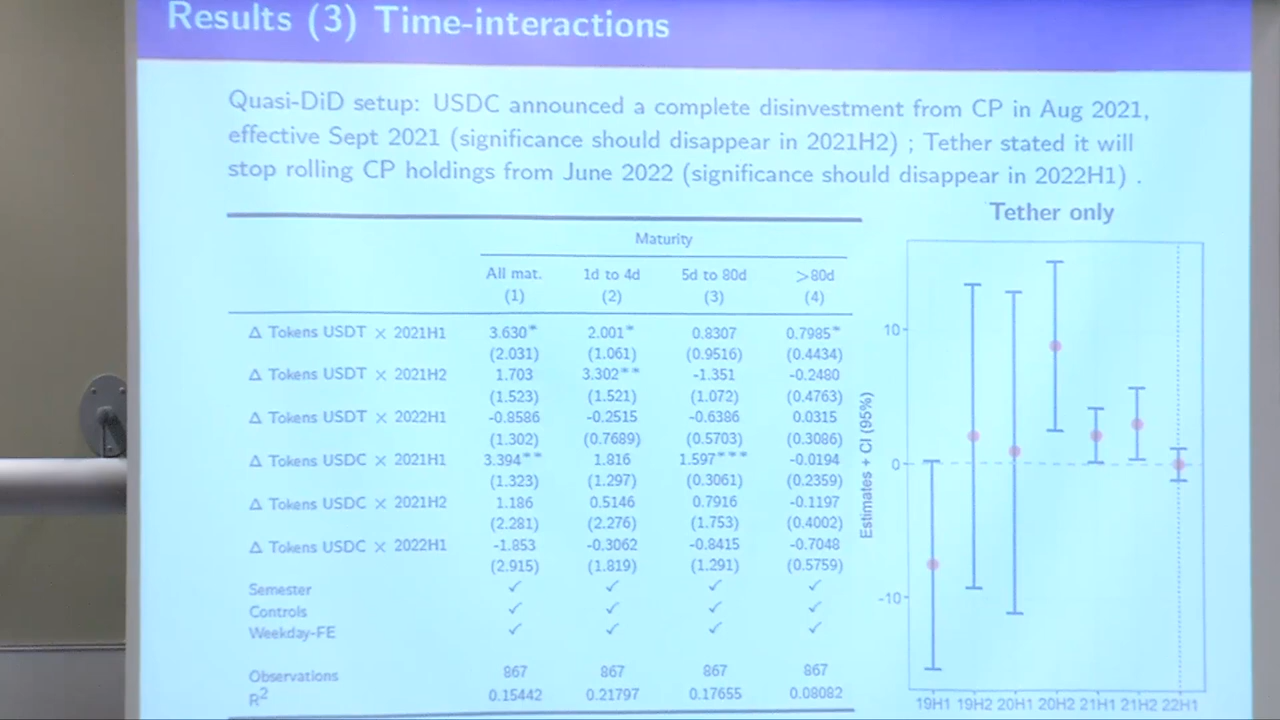 Results (3) Time-interactions
Quasi-DiD setup: USDC announced a complete disinvestment from CP in Aug 2021,
effective Sept 2021 (significance should disappear in 2021H2) ; Tether stated it will
stop rolling CP holdings from June 2022 (significance should disappear in 2022H1) .
Maturity
All mat. 1d to 4d 5d to 80d >80d
(1) (2) (3) (4)
Δ Tokens USDT × 2021H1 3.630* 2.001* 0.8307 0.7985*
(2.031) (1.061) (0.9516) (0.4434)
Δ Tokens USDT × 2021H2 1.703 3.302** -1.351 -0.2480
(1.523) (1.521) (1.072) (0.4763)
Δ Tokens USDT × 2022H1 -0.8586 -0.2515 -0.6386 0.0315
(1.302) (0.7689) (0.5703) (0.3086)
Δ Tokens USDC × 2021H1 3.394** 1.816 1.597*** -0.0194
(1.323) (1.297) (0.3061) (0.2359)
Δ Tokens USDC × 2021H2 1.186 0.5146 0.7916 -0.1197
(2.281) (2.276) (1.753) (0.4002)
Δ Tokens USDC × 2022H1 -1.853 -0.3062 -0.8415 -0.7048
(2.915) (1.819) (1.291) (0.5759)
Semester ✓ ✓ ✓ ✓
Controls ✓ ✓ ✓ ✓
Weekday-FE ✓ ✓ ✓ ✓
Observations 867 867 867 867
R² 0.15442 0.21797 0.17655 0.08082
Tether only
Estimates + CI (95%)
10
0
-10
19H1 19H2 20H1 20H2 21H1 21H2 22H1